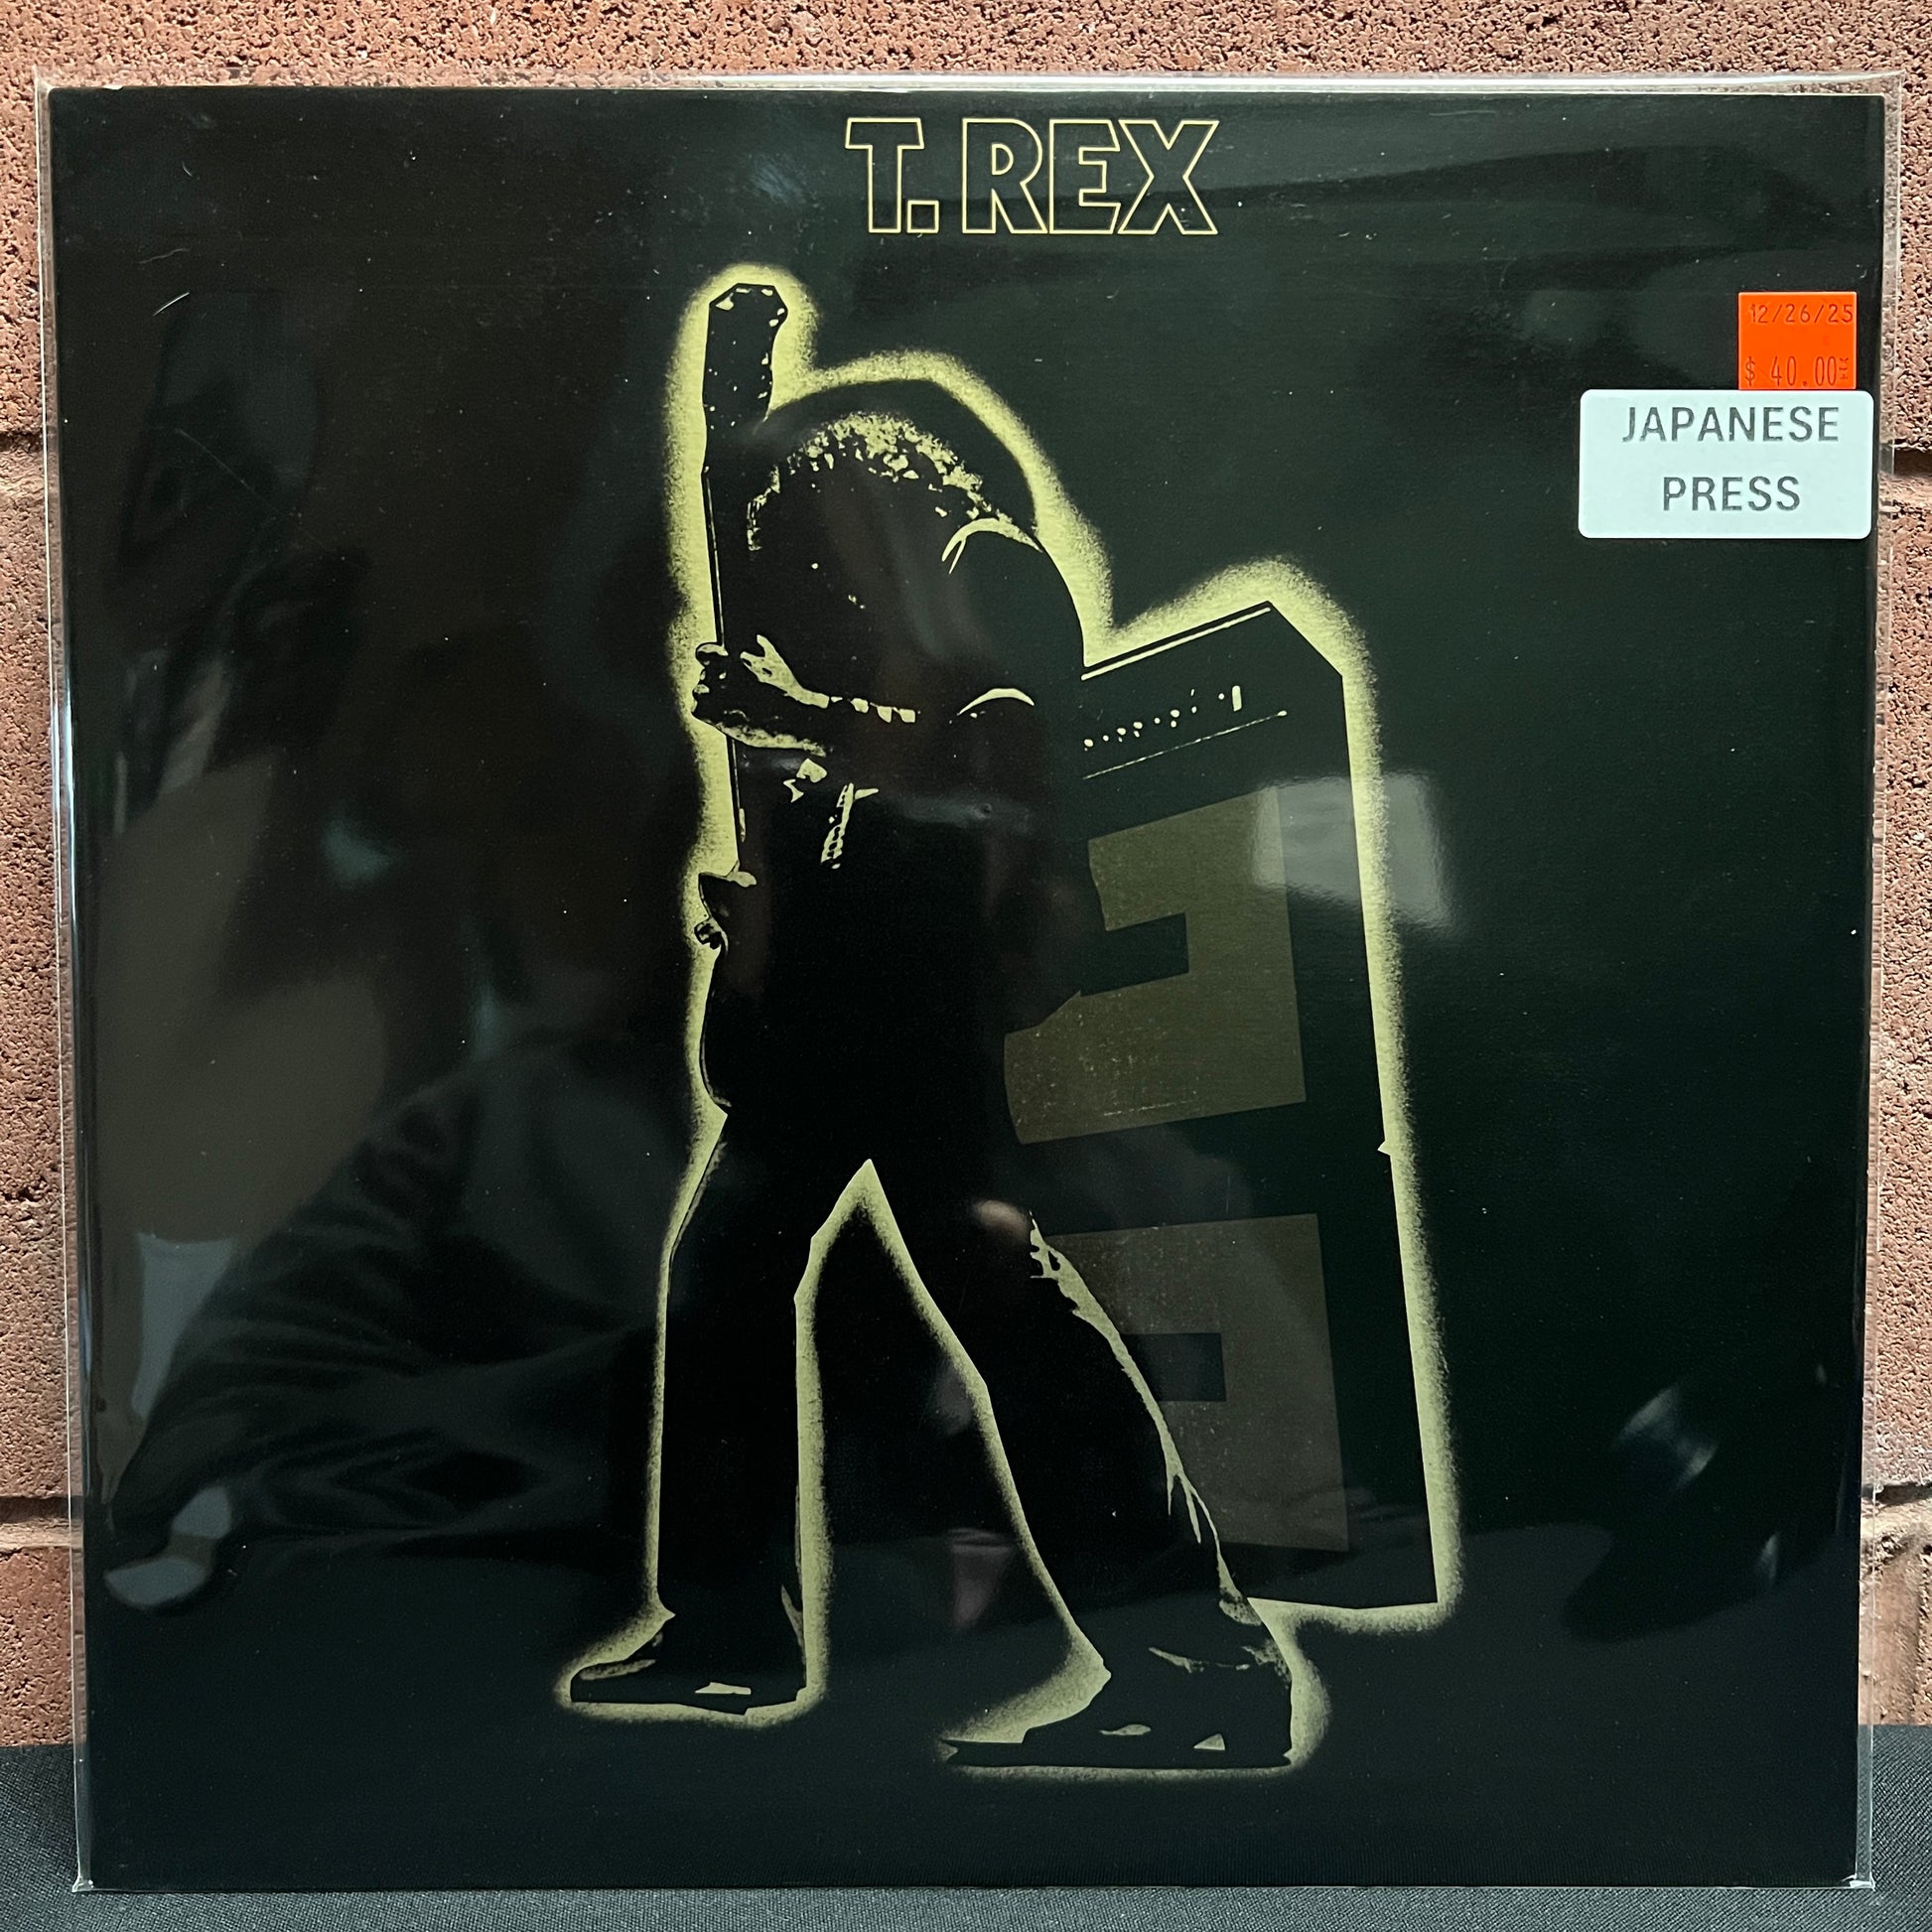 T. REX
12/26/25
$ 40.00
JAPANESE
PRESS